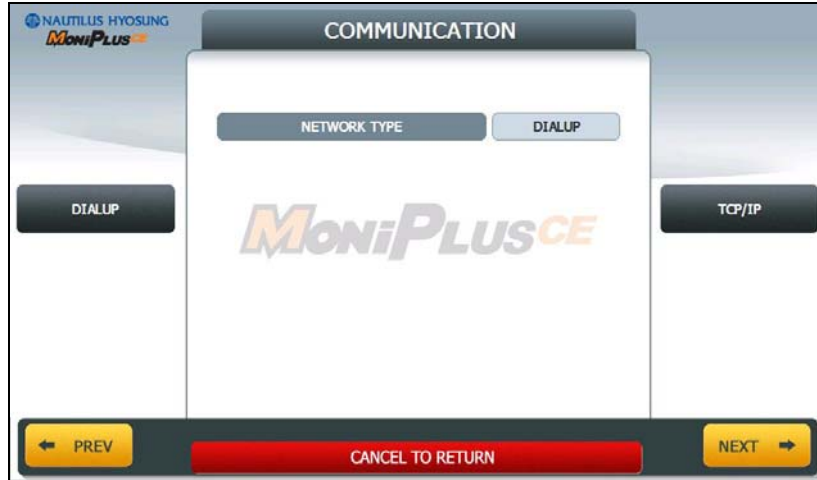 NAUTILUS HYOSUNG
MoniPlusCE
COMMUNICATION
NETWORK TYPE DIALUP
DIALUP
MoniPlusCE
TCP/IP
PREV
CANCEL TO RETURN
NEXT